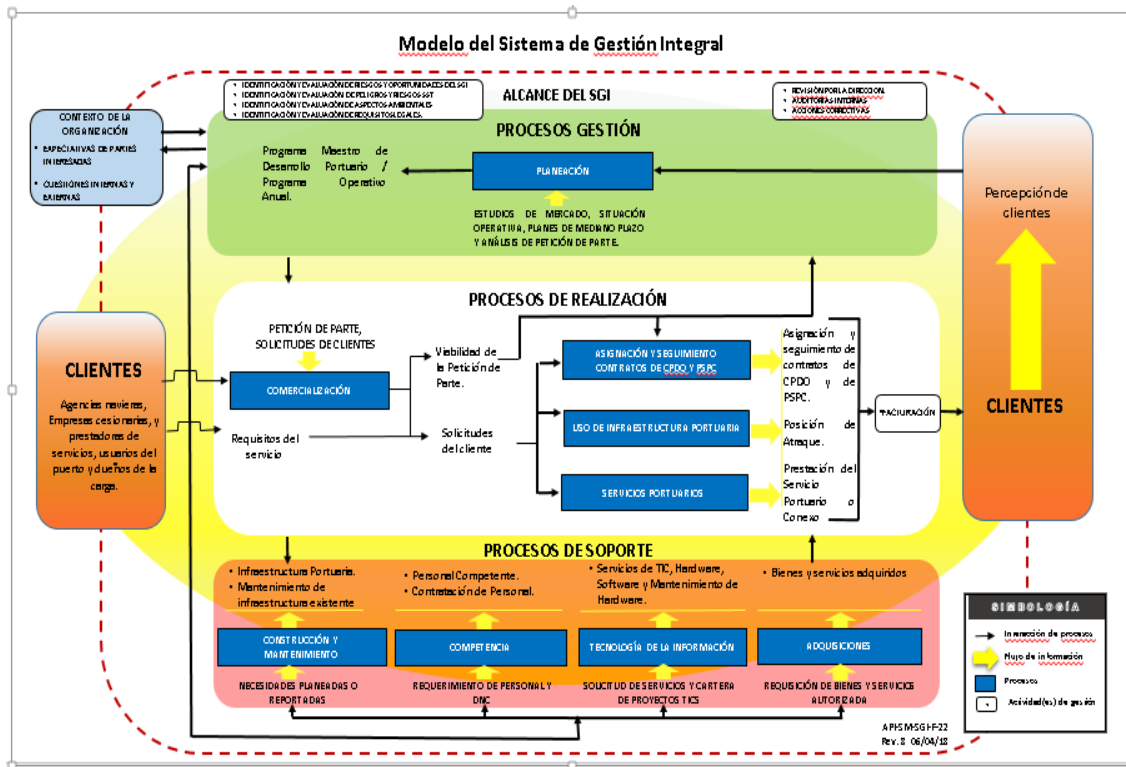 Modelo del Sistema de Gestión Integral
• IDENTIFICACIÓN Y EVALUACIÓN DE RIESGOS Y OPORTUNIDADES DEL SGI
• IDENTIFICACIÓN Y EVALUACIÓN DE PELIGROS Y RIESGOS SST
• IDENTIFICACIÓN Y EVALUACIÓN DE ASPECTOS AMBIENTALES
• IDENTIFICACIÓN Y EVALUACIÓN DE REQUISITOS LEGALES.
ALCANCE DEL SGI
• REVISIÓN POR LA DIRECCION.
• AUDITORÍAS INTERNAS
• ACCIONES CORRECTIVAS
CONTEXTO DE LA
ORGANIZACIÓN
• EXPECTATIVAS DE PARTES
INTERESADAS
• CUESTIONES INTERNAS Y
EXTERNAS
PROCESOS GESTIÓN
Programa Maestro de
Desarrollo Portuario /
Programa Operativo
Anual.
PLANEACIÓN
ESTUDIOS DE MERCADO, SITUACIÓN
OPERATIVA, PLANES DE MEDIANO PLAZO
Y ANÁLISIS DE PETICIÓN DE PARTE.
Percepción de
clientes
CLIENTES
PROCESOS DE REALIZACIÓN
CLIENTES
Agencias navieras,
Empresas cesionarias, y
prestadores de
servicios, usuarios del
puerto y dueños de la
carga.
PETICIÓN DE PARTE,
SOLICITUDES DE CLIENTES
COMERCIALIZACIÓN
Requisitos del
servicio
Viabilidad de
la Petición de
Parte.
Solicitudes
del cliente
ASIGNACIÓN Y SEGUIMIENTO
CONTRATOS DE CPDO Y PSPC
USO DE INFRAESTRUCTURA PORTUARIA
SERVICIOS PORTUARIOS
Asignación y
seguimiento de
contratos de
CPDO y de
PSPC.
Posición de
Atraque.
Prestación del
Servicio
Portuario o
Conexo
•FACTURACIÓN
PROCESOS DE SOPORTE
• Infraestructura Portuaria.
• Mantenimiento de
infraestructura existente
• Personal Competente.
• Contratación de Personal.
• Servicios de TIC, Hardware,
Software y Mantenimiento de
Hardware.
• Bienes y servicios adquiridos
CONSTRUCCIÓN Y
MANTENIMIENTO
COMPETENCIA
TECNOLOGÍA DE LA INFORMACIÓN
ADQUISICIONES
NECESIDADES PLANEADAS O
REPORTADAS
REQUERIMIENTO DE PERSONAL Y
DNC
SOLICITUD DE SERVICIOS Y CARTERA
DE PROYECTOS TICS
REQUISICIÓN DE BIENES Y SERVICIOS
AUTORIZADA
SIMBOLOGÍA
Interacción de procesos
Flujo de información
Procesos
Actividad(es) de gestión
API-SM-SGI-F-22
Rev. 8 06/04/18